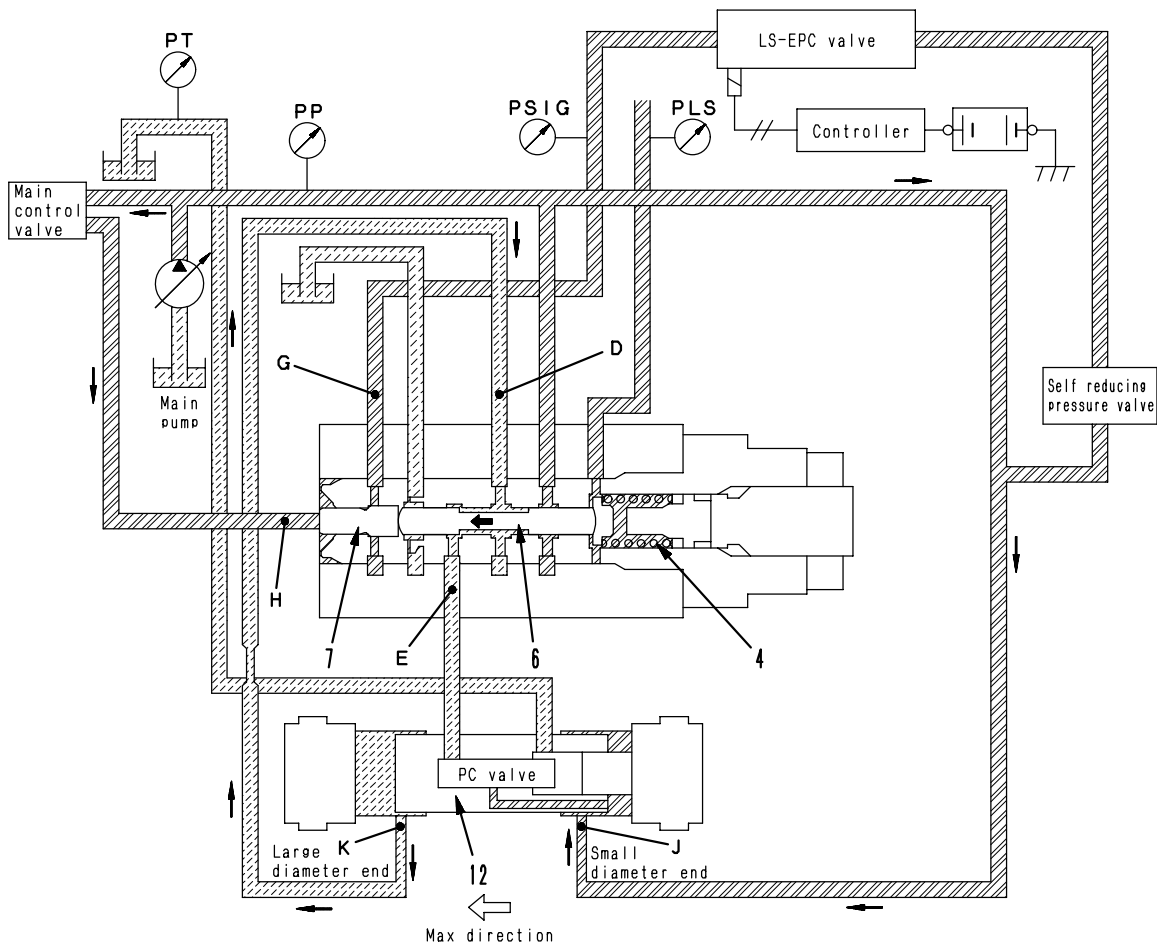 PT
LS-EPC valve
PP
PSIG
PLS
Controller
Main
control
valve
G
D
Main
pump
Self reducing
pressure valve
H
7
E
6
4
PC valve
Large
diameter end
K
12
Small
diameter end
J
Max direction